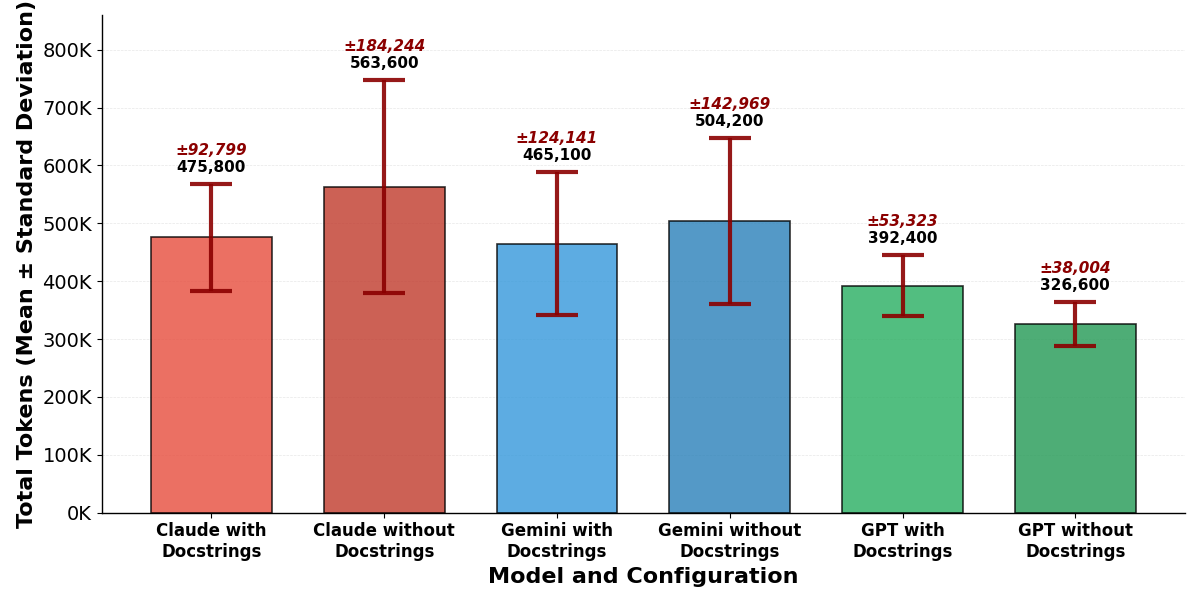 Total Tokens (Mean ± Standard Deviation)
800K
700K
600K
500K
400K
300K
200K
100K
0K
±92,799
475,800
±184,244
563,600
±124,141
465,100
±142,969
504,200
±53,323
392,400
±38,004
326,600
Claude with
Docstrings
Claude without
Docstrings
Gemini with
Docstrings
Gemini without
Docstrings
GPT with
Docstrings
GPT without
Docstrings
Model and Configuration